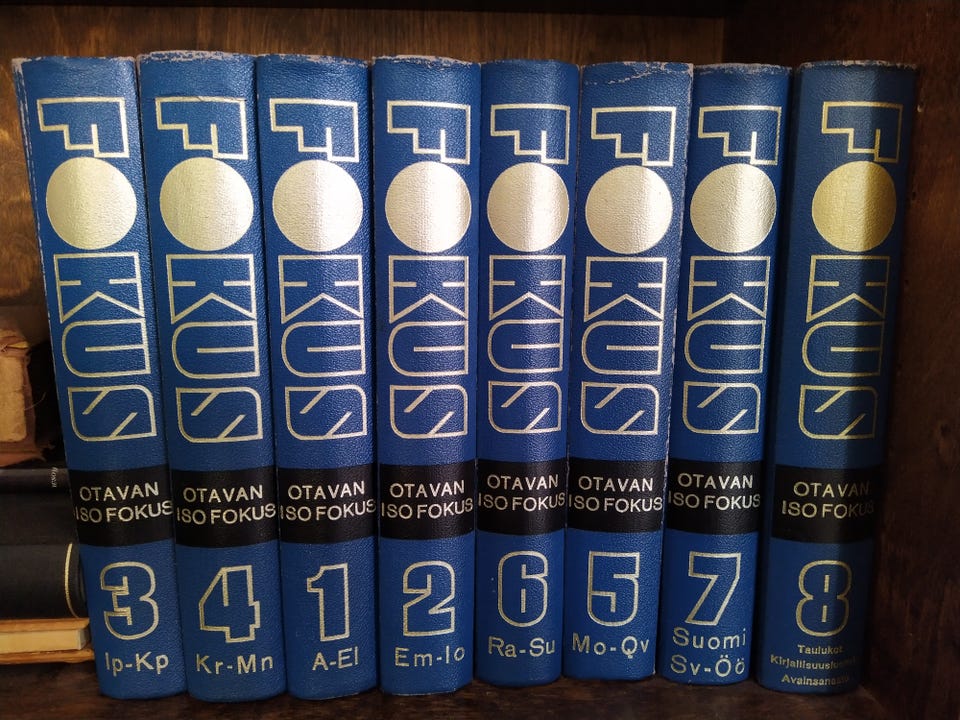 FOKUS
OTAVAN
ISO FOKUS
3
Ip-Kp
FOKUS
OTAVAN
ISO FOKUS
4
Kr-Mn
FOKUS
OTAVAN
ISO FOKUS
1
A-El
FOKUS
OTAVAN
ISO FOKUS
2
Em-Io
FOKUS
OTAVAN
ISO FOKUS
6
Ra-Su
FOKUS
OTAVAN
ISO FOKUS
5
Mo-Qv
FOKUS
OTAVAN
ISO FOKUS
7
Suomi
Sv-Öö
FOKUS
OTAVAN
ISO FOKUS
8
Taulukot
Avainsanasto